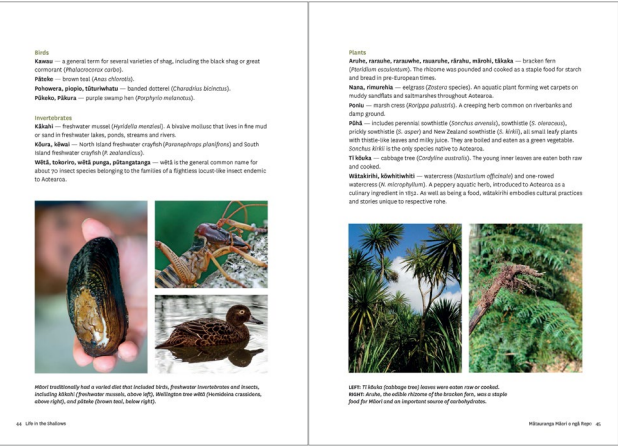 Birds
Kawau — a general term for several varieties of shag, including the black shag or great
cormorant (Phalacrocorax carbo).
Pāteke — brown teal (Anas chlorotis).
Pohowera, piopio, tūturiwhatu — banded dotterel (Charadrius bicinctus).
Pūkeko, Pākura — purple swamp hen (Porphyrio melanotus).
Invertebrates
Kākahi — freshwater mussel (Hyridella menziesi). A bivalve mollusc that lives in fine mud
or sand in freshwater lakes, ponds, streams and rivers.
Kōura, kōwai — North Island freshwater crayfish (Paranephrops planifrons) and South
Island freshwater crayfish (P. zealandicus).
Wētā, tokoriro, wētā punga, pūtangatanga — wētā is the general common name for
about 70 insect species belonging to the families of a flightless locust-like insect endemic
to Aotearoa.
Māori traditionally had a varied diet that included birds, freshwater invertebrates and insects,
including kākahi (freshwater mussels, above left), Wellington tree wētā (Hemideina crassidens,
above right), and pāteke (brown teal, below right).
44 Life in the Shallows
Plants
Aruhe, rarauhe, rarauwhe, rauaruhe, rārahu, mārohi, tākaka — bracken fern
(Pteridium esculentum). The rhizome was pounded and cooked as a staple food for starch
and bread in pre-European times.
Nana, rimurehia — eelgrass (Zostera species). An aquatic plant forming wet carpets on
muddy sandflats and saltmarshes throughout Aotearoa.
Poniu — marsh cress (Rorippa palustris). A creeping herb common on riverbanks and
damp ground.
Pūhā — includes perennial sowthistle (Sonchus arvensis), sowthistle (S. oleraceus),
prickly sowthistle (S. asper) and New Zealand sowthistle (S. kirkii), all small leafy plants
with thistle-like leaves and milky juice. They are boiled and eaten as a green vegetable.
Sonchus kirkii is the only species native to Aotearoa.
Tī kōuka — cabbage tree (Cordyline australis). The young inner leaves are eaten both raw
and cooked.
Wātakirihi, kōwhitiwhiti — watercress (Nasturtium officinale) and one-rowed
watercress (N. microphyllum). A peppery aquatic herb, introduced to Aotearoa as a
culinary ingredient in 1852. As well as being a food, wātakirihi embodies cultural practices
and stories unique to respective rohe.
LEFT: Tī kōuka (cabbage tree) leaves were eaten raw or cooked.
RIGHT: Aruhe, the edible rhizome of the bracken fern, was a staple
food for Māori and an important source of carbohydrates.
Mātauranga Māori o ngā Repo 45